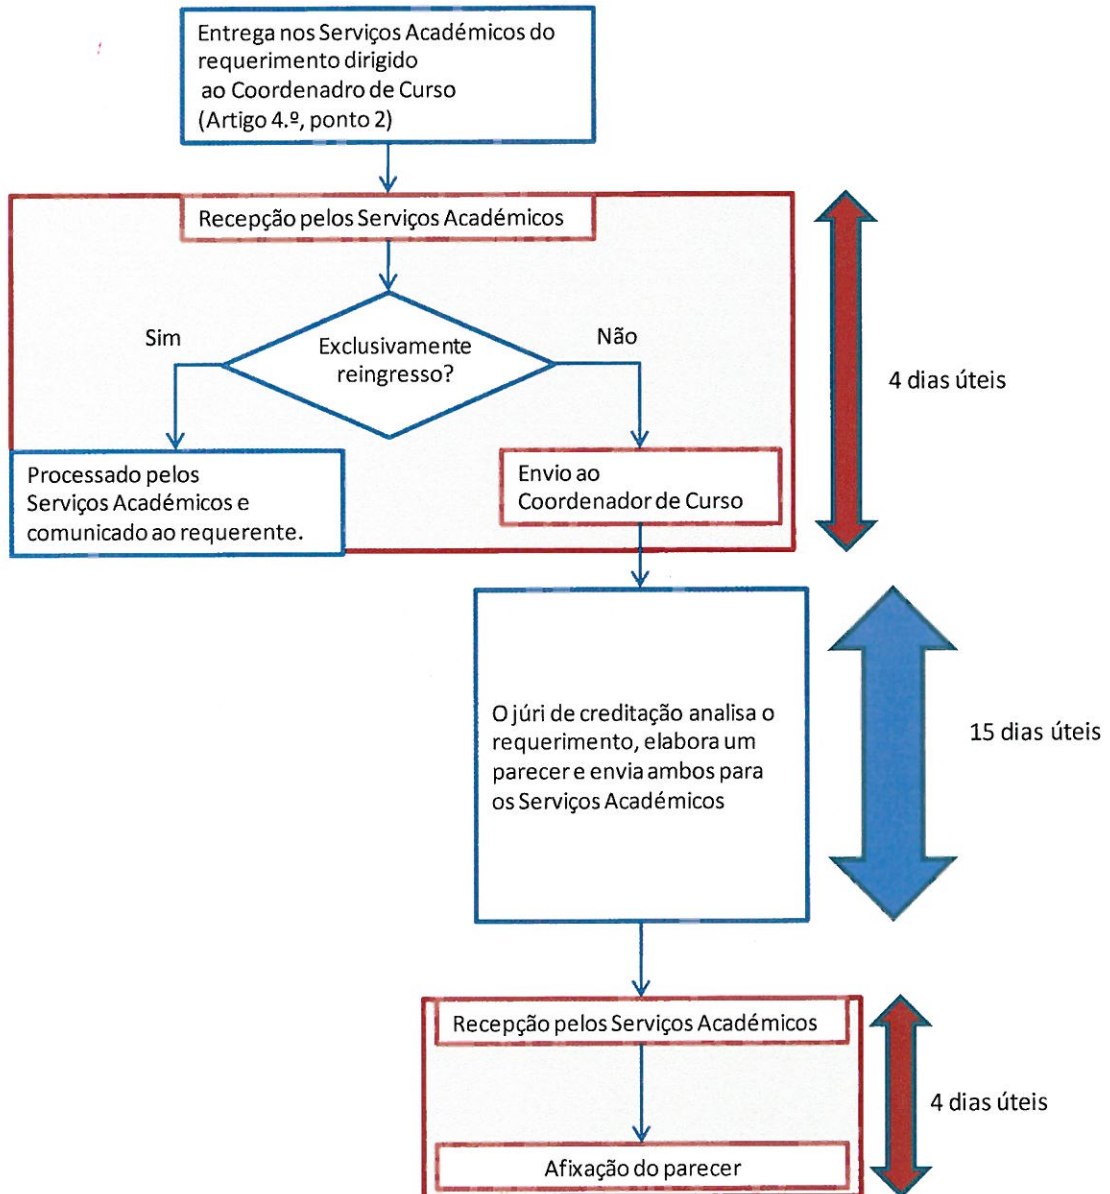 Entrega nos Serviços Académicos do
requerimento dirigido
ao Coordenadro de Curso
(Artigo 4.º, ponto 2)
Recepção pelos Serviços Académicos
Sim
Não
Exclusivamente
reingresso?
4 dias úteis
Processado pelos
Serviços Académicos e
comunicado ao requerente.
Envio ao
Coordenador de Curso
O júri de creditação analisa o
requerimento, elabora um
parecer e envia ambos para
os Serviços Académicos
15 dias úteis
Recepção pelos Serviços Académicos
4 dias úteis
Afixação do parecer